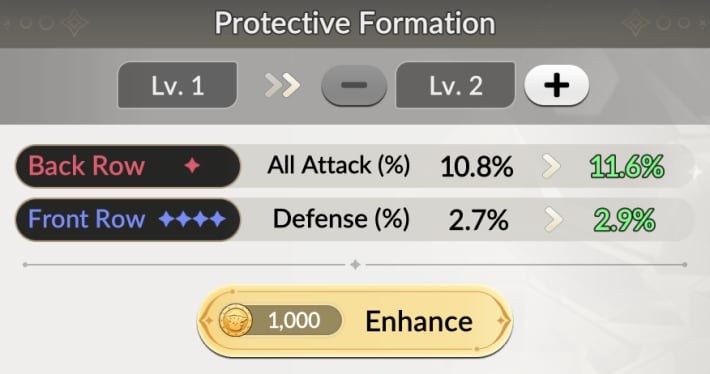 Protective Formation
Lv. 1 Lv. 2
Back Row All Attack (%) 10.8% 11.6%
Front Row Defense (%) 2.7% 2.9%
1,000 Enhance